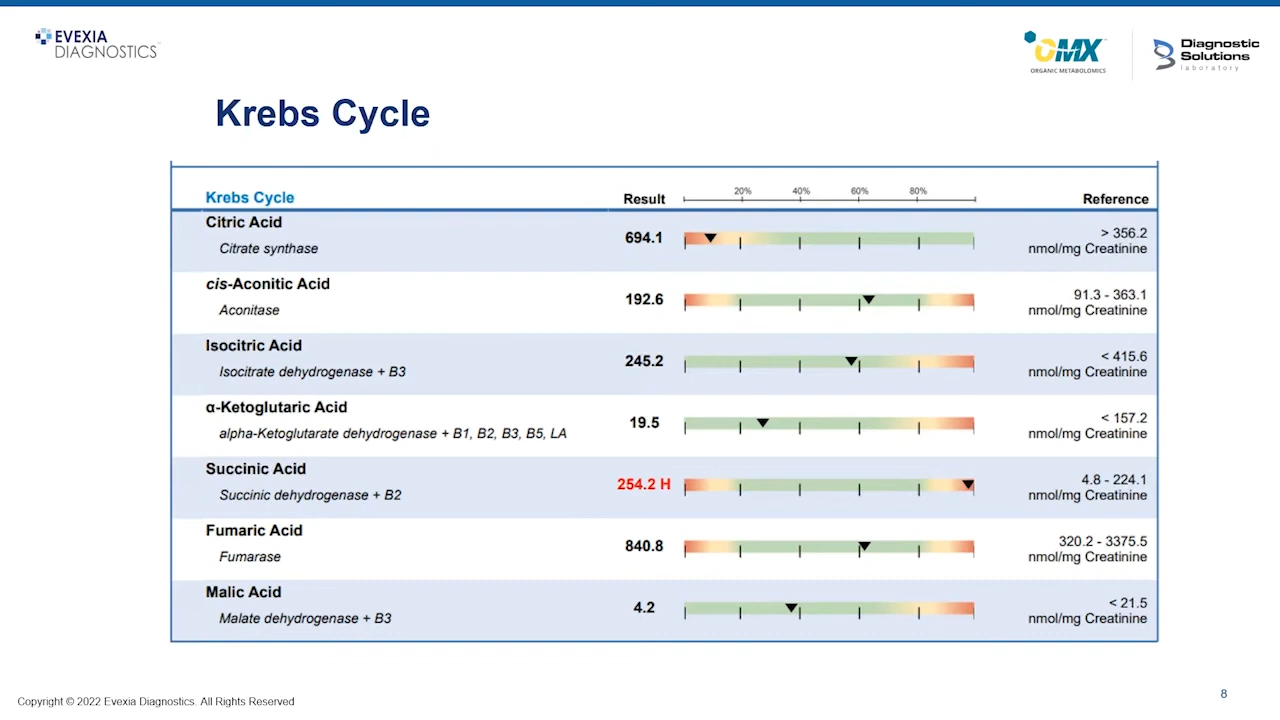 EVEXIA
DIAGNOSTICS
OMX
ORGANIC METABOLOMICS
Diagnostic
Solutions
laboratory
Krebs Cycle
Krebs Cycle Result 20% 40% 60% 80% Reference
Citric Acid
Citrate synthase
694.1
> 356.2
nmol/mg Creatinine
cis-Aconitic Acid
Aconitase
192.6
91.3 - 363.1
nmol/mg Creatinine
Isocitric Acid
Isocitrate dehydrogenase + B3
245.2
< 415.6
nmol/mg Creatinine
α-Ketoglutaric Acid
alpha-Ketoglutarate dehydrogenase + B1, B2, B3, B5, LA
19.5
< 157.2
nmol/mg Creatinine
Succinic Acid
Succinic dehydrogenase + B2
254.2 H
4.8 - 224.1
nmol/mg Creatinine
Fumaric Acid
Fumarase
840.8
320.2 - 3375.5
nmol/mg Creatinine
Malic Acid
Malate dehydrogenase + B3
4.2
< 21.5
nmol/mg Creatinine
Copyright © 2022 Evexia Diagnostics. All Rights Reserved
8